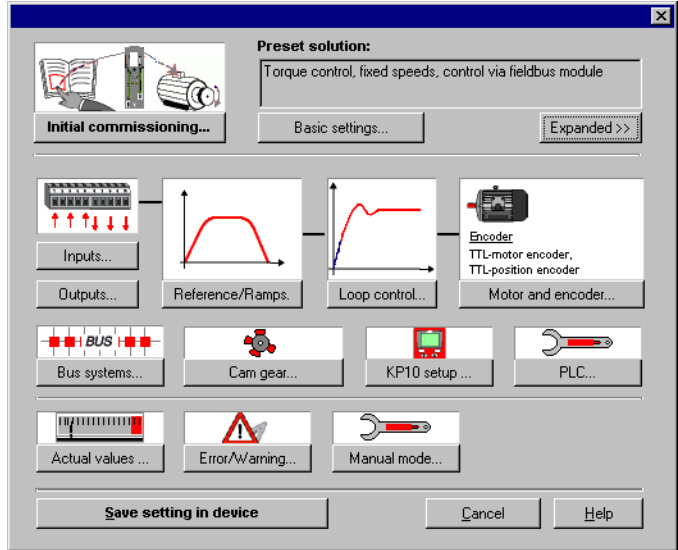 Preset solution:
Torque control, fixed speeds, control via fieldbus module
Initial commissioning...
Basic settings...
Expanded >>
Encoder
TTL-motor encoder,
TTL-position encoder
Inputs...
Outputs...
Reference/Ramps.
Loop control...
Motor and encoder...
BUS
Bus systems...
Cam gear...
KP10 setup ...
PLC...
Actual values ...
Error/Warning...
Manual mode...
Save setting in device
Cancel
Help